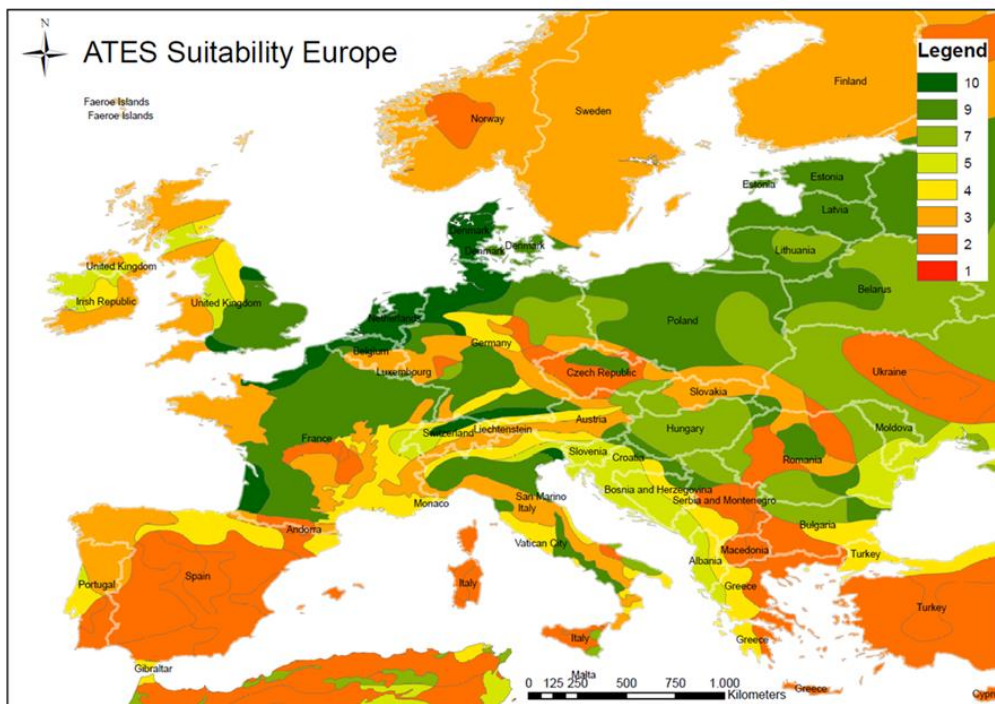 N
ATES Suitability Europe
Legend
10
9
7
5
4
3
2
1
Faeroe Islands
Faeroe Islands
Norway
Sweden
Finland
Estonia
Estonia
Latvia
Lithuania
Denmark
Denmark
Denmark
United Kingdom
Irish Republic
United Kingdom
Netherlands
Belgium
Luxembourg
Germany
Poland
Belarus
Czech Republic
Slovakia
Ukraine
France
Switzerland
Liechtenstein
Austria
Hungary
Moldova
Slovenia
Croatia
Romania
Bosnia and Herzegovina
Serbia and Montenegro
Monaco
San Marino
Italy
Vatican City
Andorra
Bulgaria
Macedonia
Albania
Turkey
Portugal
Spain
Italy
Greece
Turkey
Gibraltar
Italy
Greece
Malta
Greece
Cypr
0 125 250 500 750 1.000
Kilometers